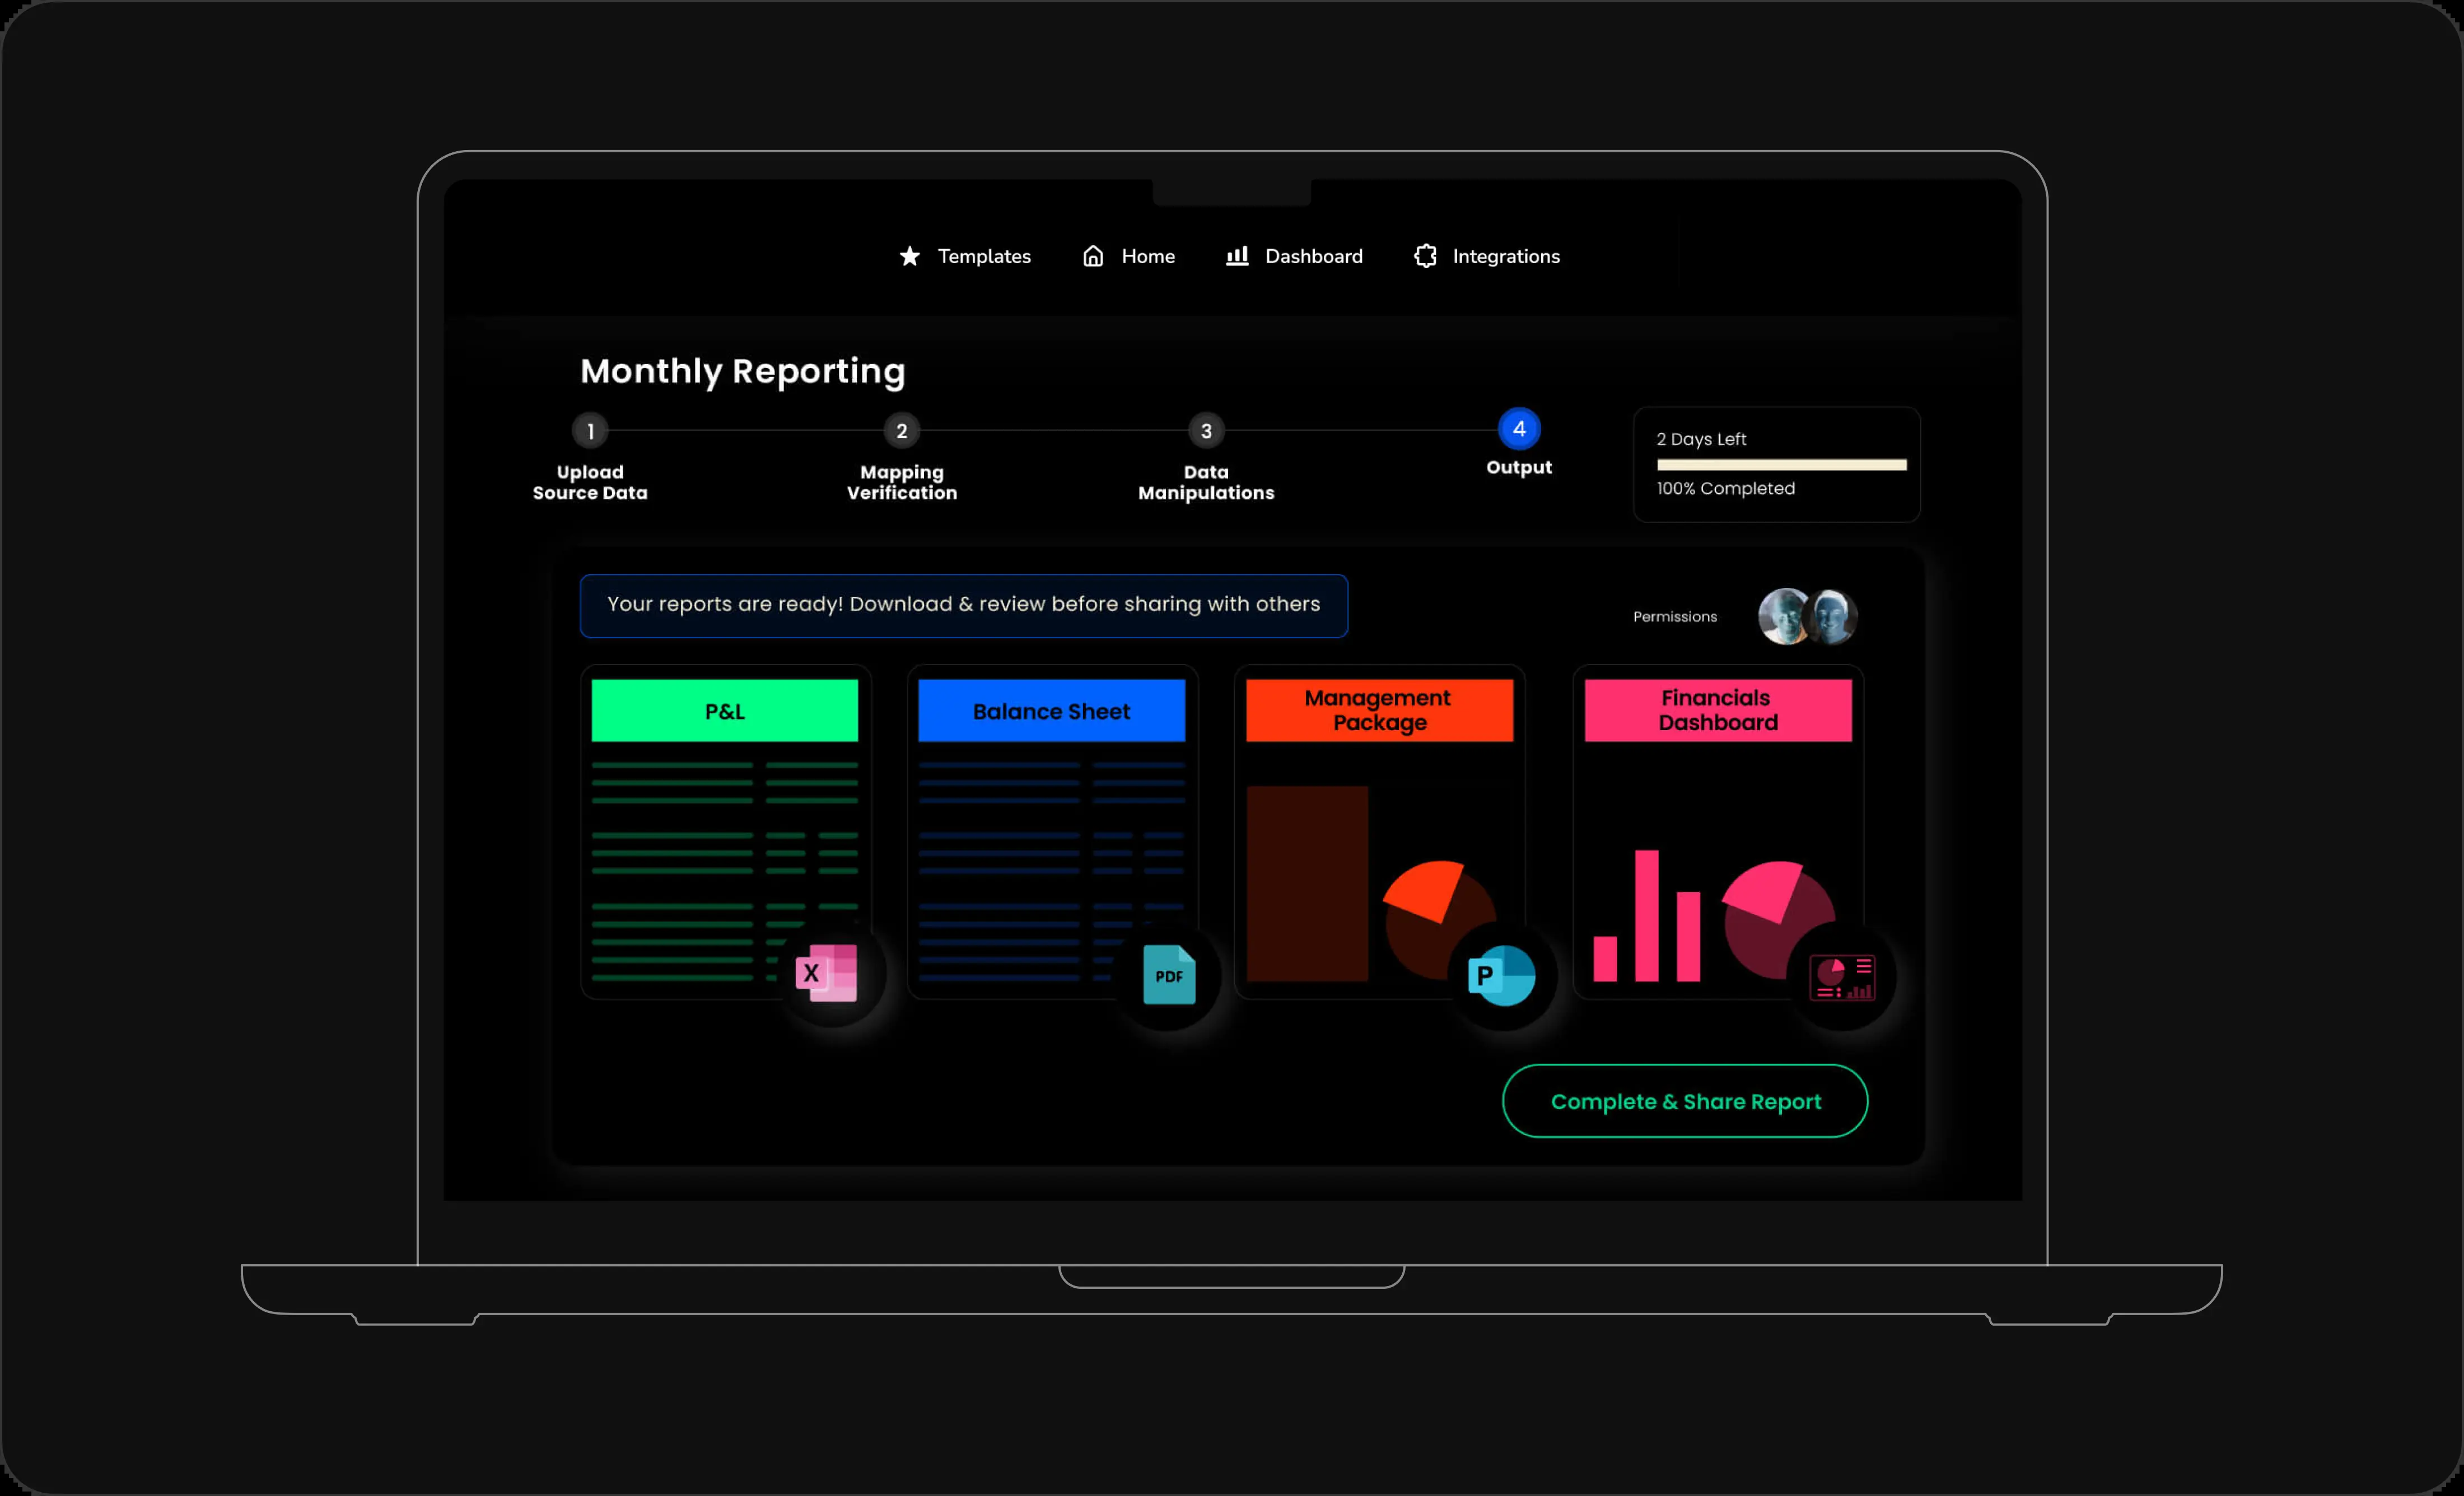 Templates
Home
Dashboard
Integrations
Monthly Reporting
1
Upload
Source Data
2
Mapping
Verification
3
Data
Manipulations
4
Output
2 Days Left
100% Completed
Your reports are ready! Download & review before sharing with others
Permissions
P&L
Balance Sheet
Management
Package
Financials
Dashboard
X
PDF
P
Complete & Share Report